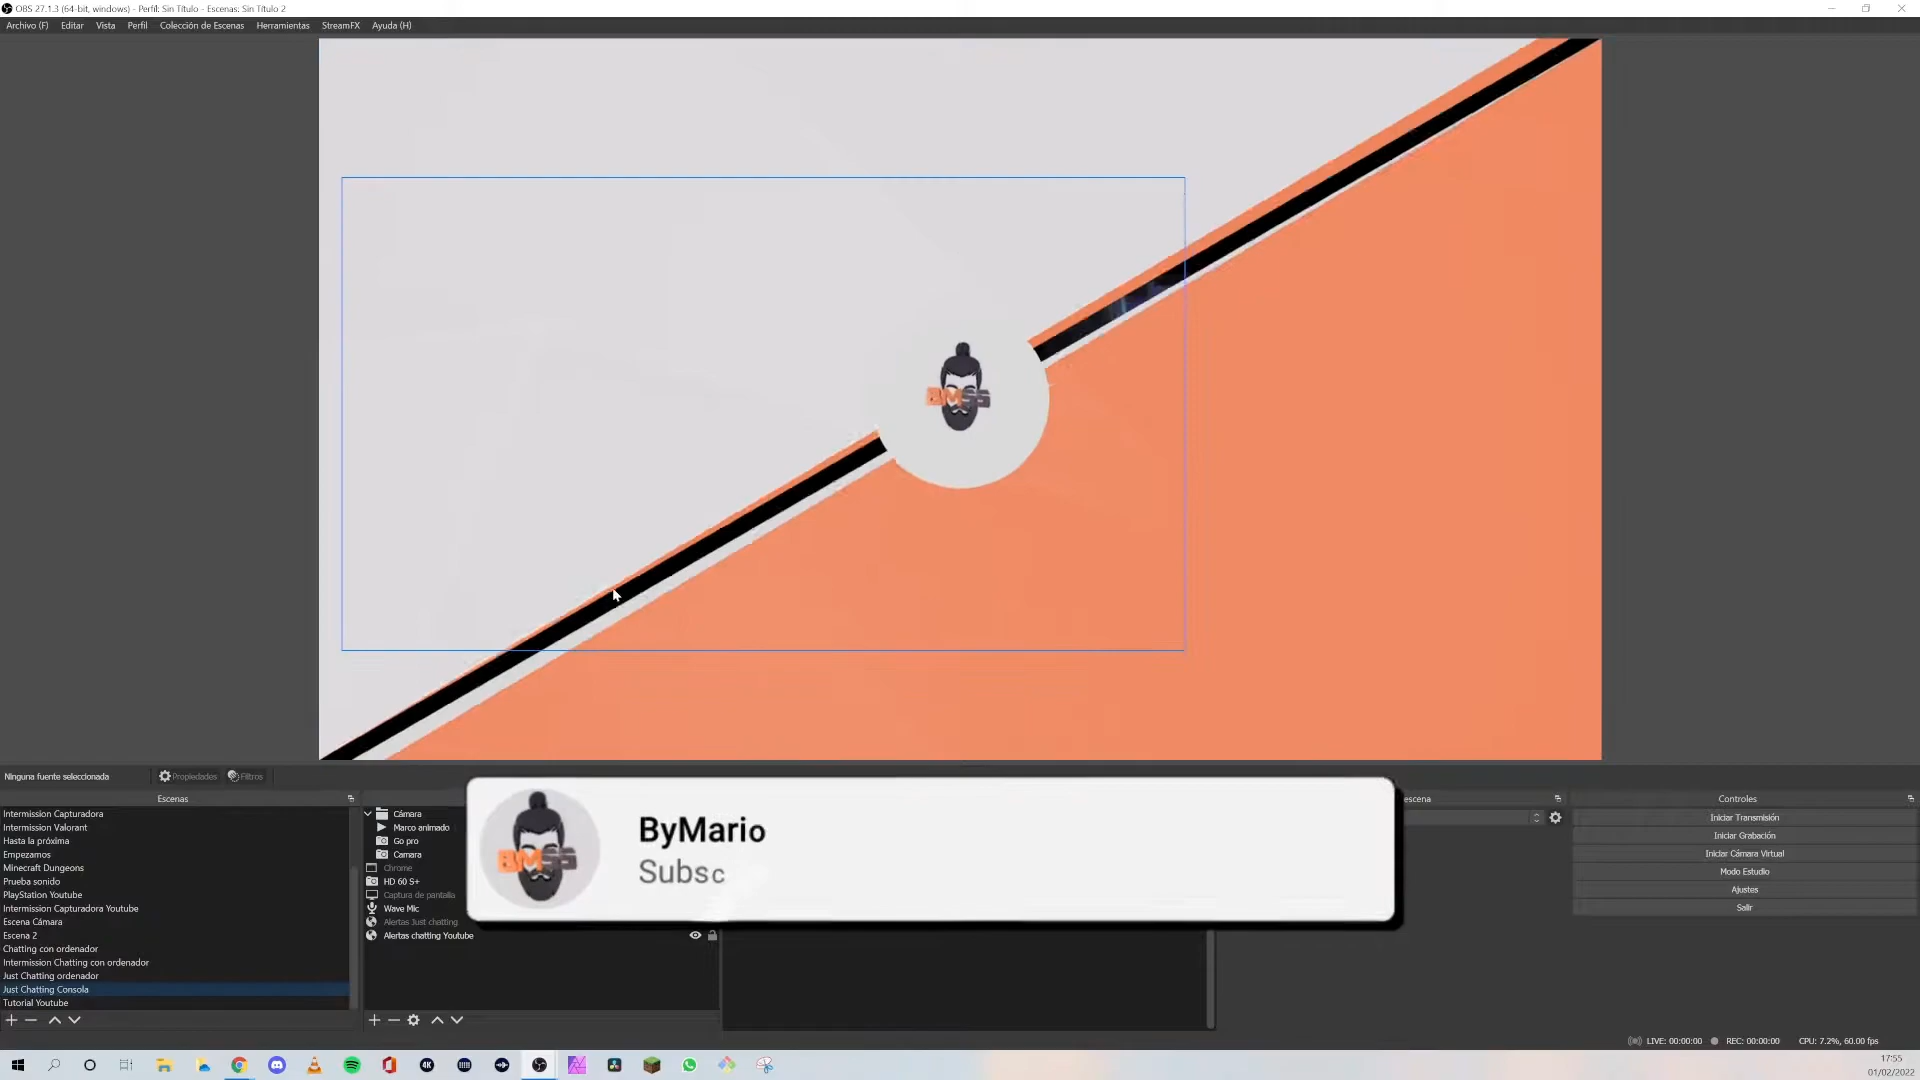 OBS 27.1.3 (64-bit, windows) - Perfil: Sin Título - Escenas: Sin Título 2
Archivo (F) Editar Vista Perfil Colección de Escenas Herramientas StreamFX Ayuda (H)
BMSS
Ninguna fuente seleccionada Propiedades Filtros
Escenas
Intermission Capturadora
Intermission Valorant
Hasta la próxima
Empezamos
Minecraft Dungeons
Prueba sonido
PlayStation Youtube
Intermission Capturadora Youtube
Escena Cámara
Escena 2
Chatting con ordenador
Intermission Chatting con ordenador
Just Chatting ordenador
Just Chatting Consola
Tutorial Youtube
Cámara
Marco animado
Go pro
Camara
Chrome
HD 60 S+
Captura de pantalla
Wave Mic
Alertas Just chatting
Alertas chatting Youtube
BMSS
ByMario
Subsc
escena
Controles
Iniciar Transmisión
Iniciar Grabación
Iniciar Cámara Virtual
Modo Estudio
Ajustes
Salir
LIVE: 00:00:00 REC: 00:00:00 CPU: 7.2%, 60.00 fps
4K
17:55
01/02/2022